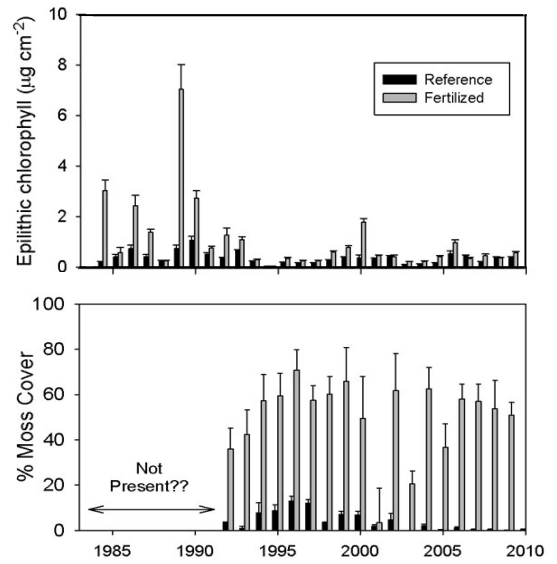 Epilithic chlorophyll (μg cm-2)
10
8
6
4
2
0
Reference
Fertilized
% Moss Cover
100
80
60
40
20
0
Not
Present??
1985 1990 1995 2000 2005 2010